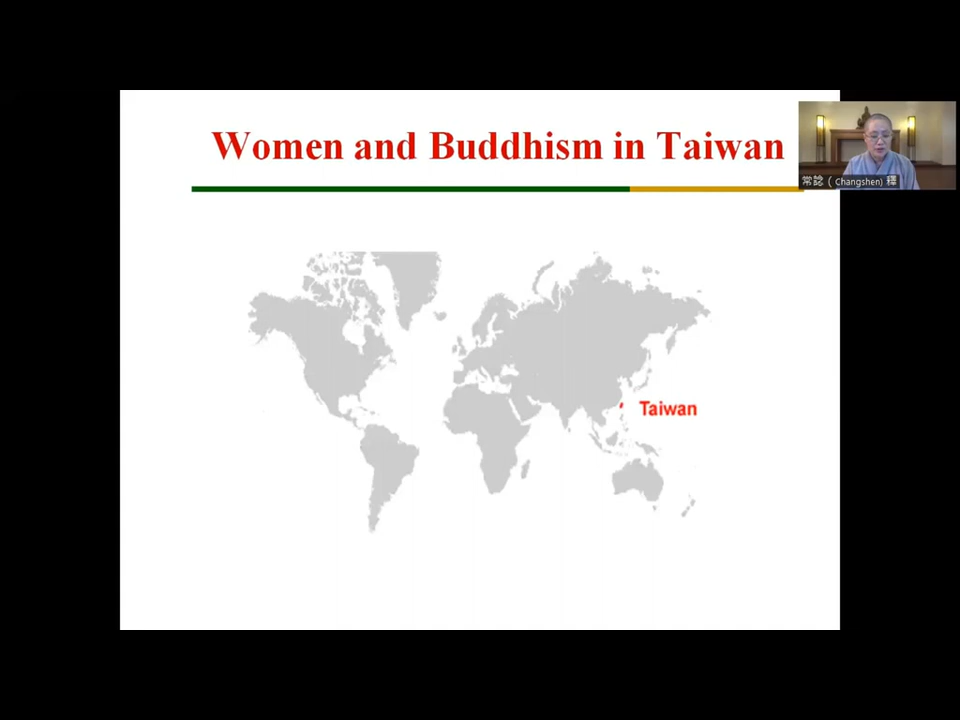 Women and Buddhism in Taiwan
常諗 ( Changshen) 釋
Taiwan